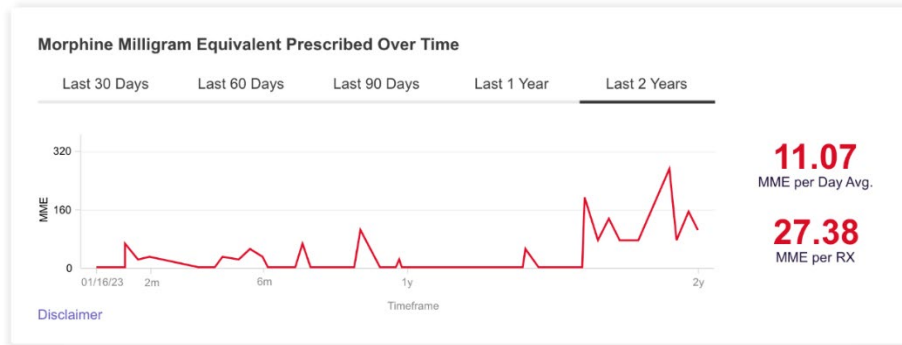 Morphine Milligram Equivalent Prescribed Over Time
Last 30 Days Last 60 Days Last 90 Days Last 1 Year Last 2 Years
320
160
0
MME
01/16/23 2m 6m 1y 2y
Timeframe
11.07
MME per Day Avg.
27.38
MME per RX
Disclaimer